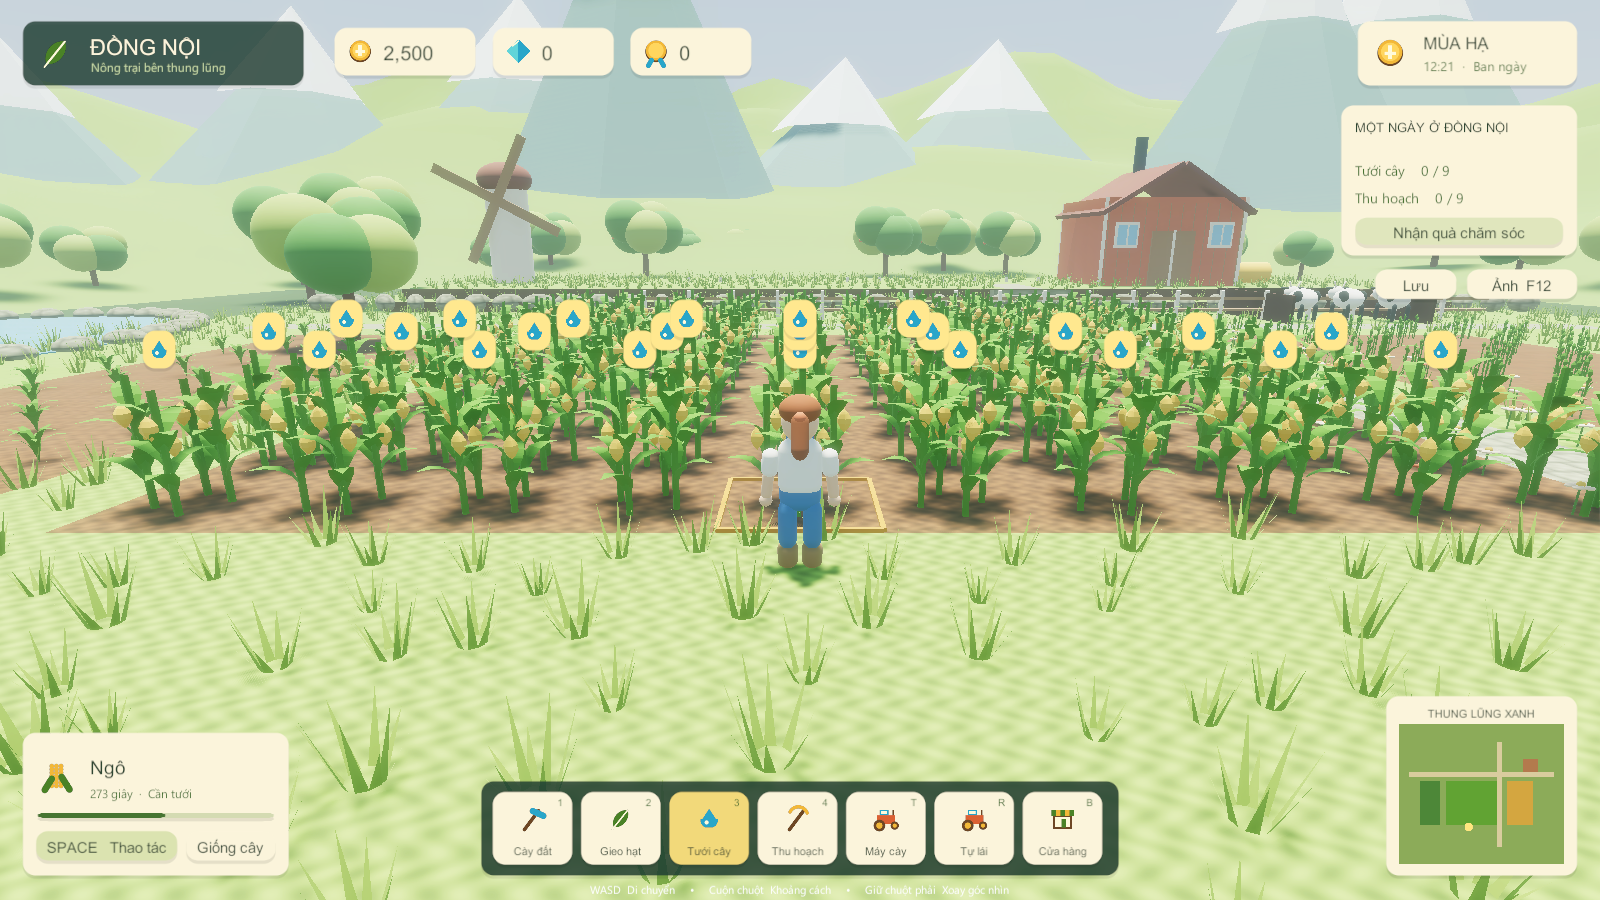 ĐỒNG NỘI
Nông trại bên thung lũng
2,500
0
0
MÙA HẠ
12:21 · Ban ngày
MỘT NGÀY Ở ĐỒNG NỘI
Tưới cây 0 / 9
Thu hoạch 0 / 9
Nhận quà chăm sóc
Lưu
Ảnh F12
Ngô
273 giây · Cần tưới
SPACE Thao tác
Giống cây
1
Cày đất
2
Gieo hạt
3
Tưới cây
4
Thu hoạch
T
Máy cày
R
Tự lái
B
Cửa hàng
WASD Di chuyển • Cuộn chuột Khoảng cách • Giữ chuột phải Xoay góc nhìn
THUNG LŨNG XANH